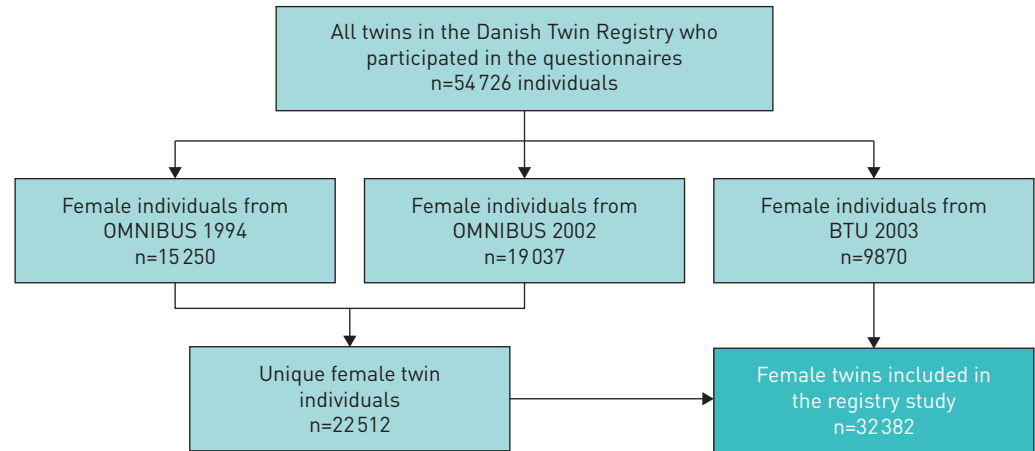 All twins in the Danish Twin Registry who
participated in the questionnaires
n=54 726 individuals
Female individuals from
OMNIBUS 1994
n=15 250
Female individuals from
OMNIBUS 2002
n=19 037
Female individuals from
BTU 2003
n=9870
Unique female twin
individuals
n=22 512
Female twins included in
the registry study
n=32 382